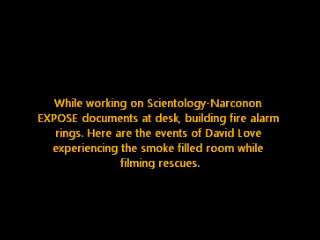 While working on Scientology-Narconon
EXPOSE documents at desk, building fire alarm
rings. Here are the events of David Love
experiencing the smoke filled room while
filming rescues.